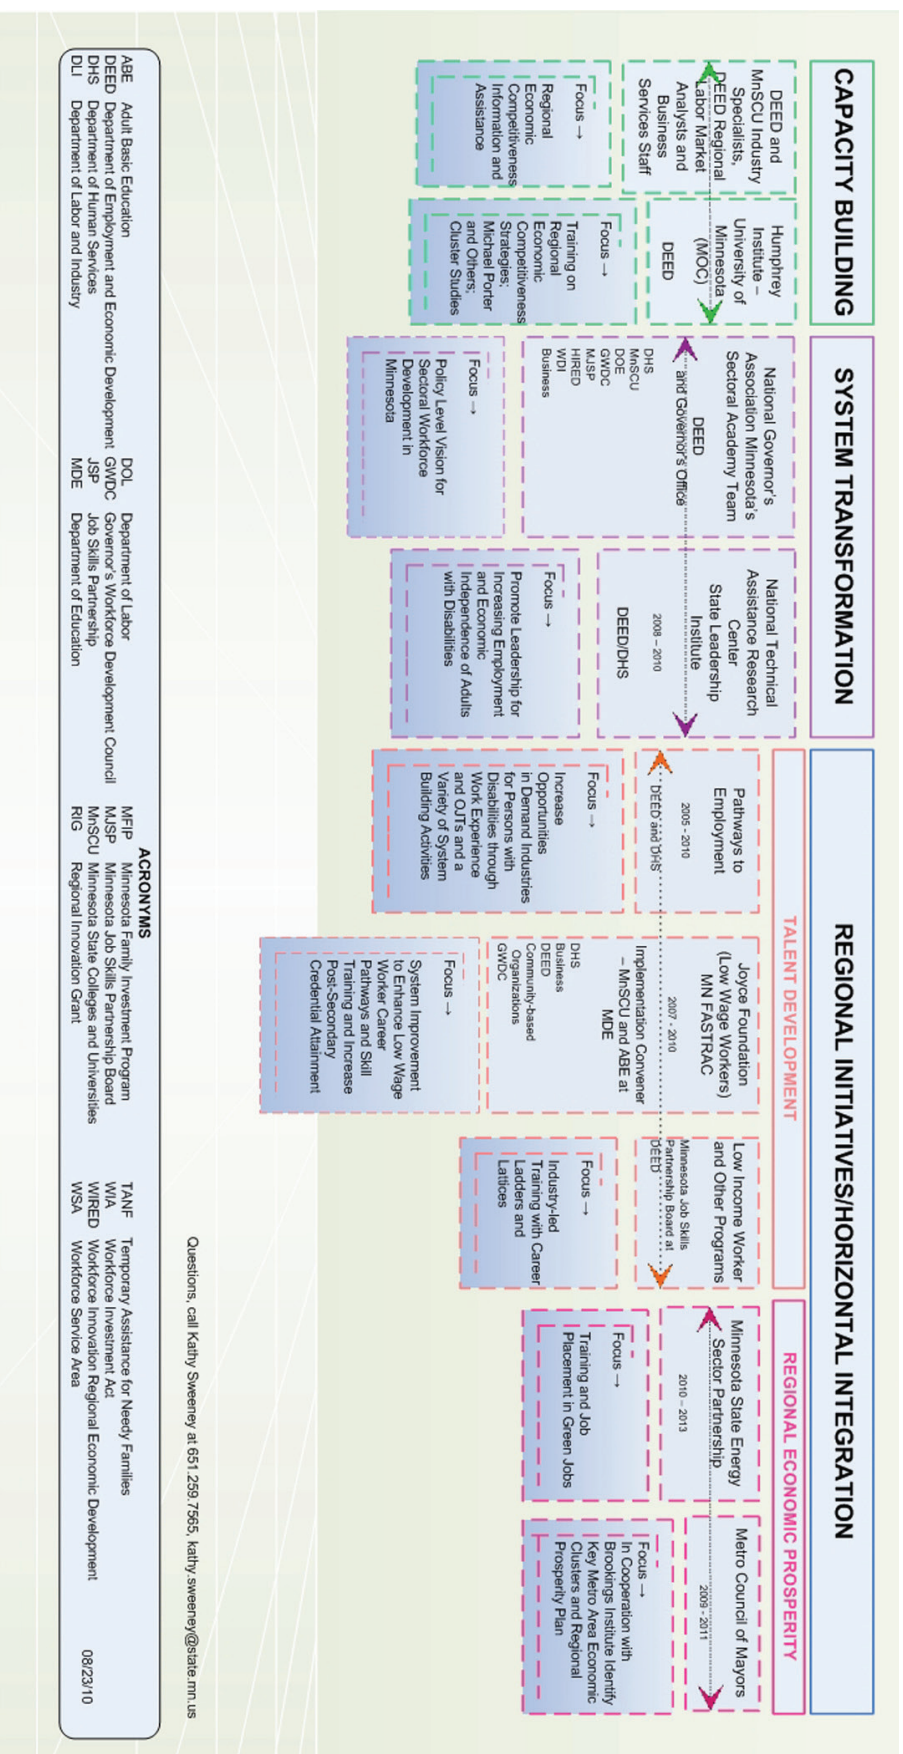 CAPACITY BUILDING
DEED and
MnSCU Industry
Specialists,
DEED Regional
Labor Market
Analysts and
Business
Services Staff
Focus →
Regional
Economic
Competitiveness
Information and
Assistance
Humphrey
Institute –
University of
Minnesota
(MOC)
DEED
Focus →
Training on
Regional
Economic
Competitiveness
Strategies;
Michael Porter
and Others;
Cluster Studies
SYSTEM TRANSFORMATION
National Governor's
Association Minnesota's
Sectoral Academy Team
DEED
and Governor's Office
DHS
MnSCU
DOE
GWDC
MJSP
HIRED
WDI
Business
Focus →
Policy Level Vision for
Sectoral Workforce
Development in
Minnesota
National Technical
Assistance Research
Center
State Leadership
Institute
2008 – 2010
DEED/DHS
Focus →
Promote Leadership for
Increasing Employment
and Economic
Independence of Adults
with Disabilities
REGIONAL INITIATIVES/HORIZONTAL INTEGRATION
TALENT DEVELOPMENT
Pathways to
Employment
2005 - 2010
DEED and DHS
Focus →
Increase
Opportunities
in Demand Industries
for Persons with
Disabilities through
Work Experience
and OJTs and a
Variety of System
Building Activities
Joyce Foundation
(Low Wage Workers)
MN FASTRAC
2007 - 2010
Implementation Convener
– MnSCU and ABE at
MDE
DHS
Business
DEED
Community-based
Organizations
GWDC
Focus →
System Improvement
to Enhance Low Wage
Worker Career
Pathways and Skill
Training and Increase
Post-Secondary
Credential Attainment
Low Income Worker
and Other Programs
Minnesota Job Skills
Partnership Board at
DEED
Focus →
Industry-led
Training with Career
Ladders and
Lattices
REGIONAL ECONOMIC PROSPERITY
Minnesota State Energy
Sector Partnership
2010 – 2013
Focus →
Training and Job
Placement in Green Jobs
Metro Council of Mayors
2009 - 2011
Focus →
In Cooperation with
Brookings Institute Identify
Key Metro Area Economic
Clusters and Regional
Prosperity Plan
Questions, call Kathy Sweeney at 651.259.7565, kathy.sweeney@state.mn.us
ACRONYMS
ABE Adult Basic Education
DEED Department of Employment and Economic Development
DHS Department of Human Services
DLI Department of Labor and Industry
DOL Department of Labor
GWDC Governor's Workforce Development Council
JSP Job Skills Partnership
MDE Department of Education
MFIP Minnesota Family Investment Program
MJSP Minnesota Job Skills Partnership Board
MnSCU Minnesota State Colleges and Universities
RIG Regional Innovation Grant
TANF Temporary Assistance for Needy Families
WIA Workforce Investment Act
WIRED Workforce Innovation Regional Economic Development
WSA Workforce Service Area
08/23/10